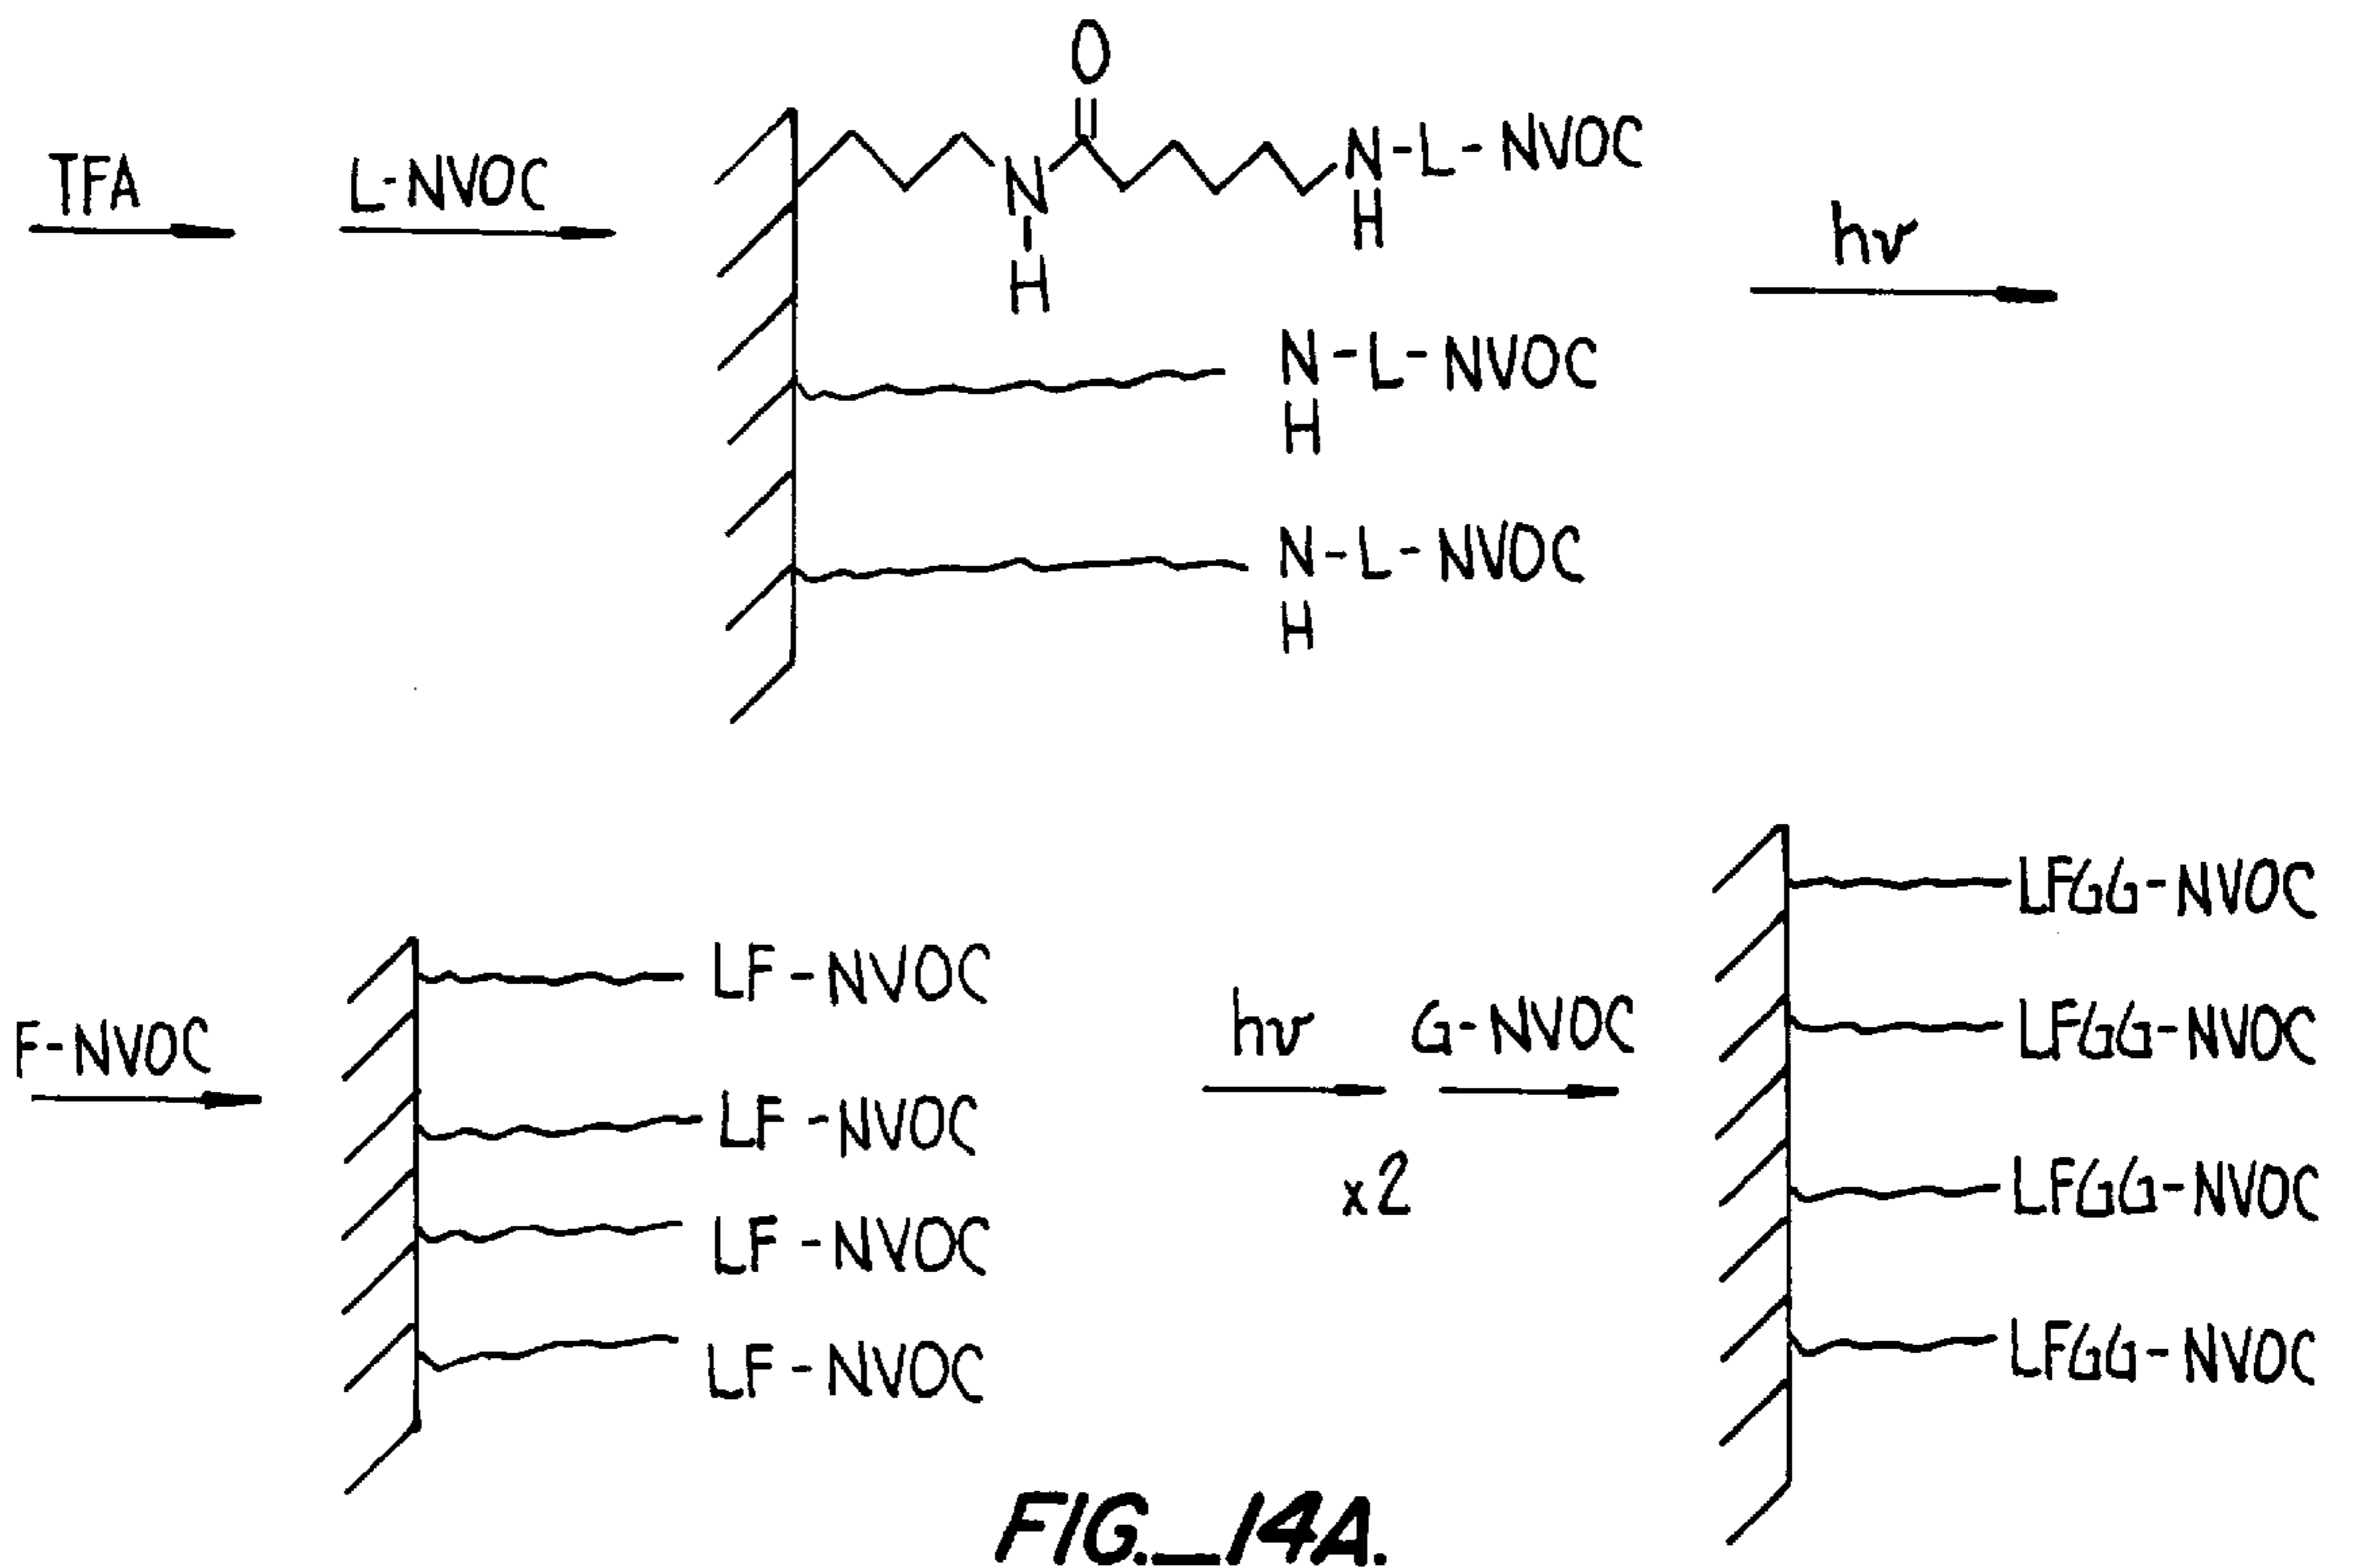 O
TFA
L-NVOC
N-L-NVOC
H
N
H
hν
N-L-NVOC
H
N-L-NVOC
H
F-NVOC
LF-NVOC
LF-NVOC
LF-NVOC
LF-NVOC
hν
G-NVOC
x2
LFGG-NVOC
LFGG-NVOC
LFGG-NVOC
LFGG-NVOC
FIG._14A.